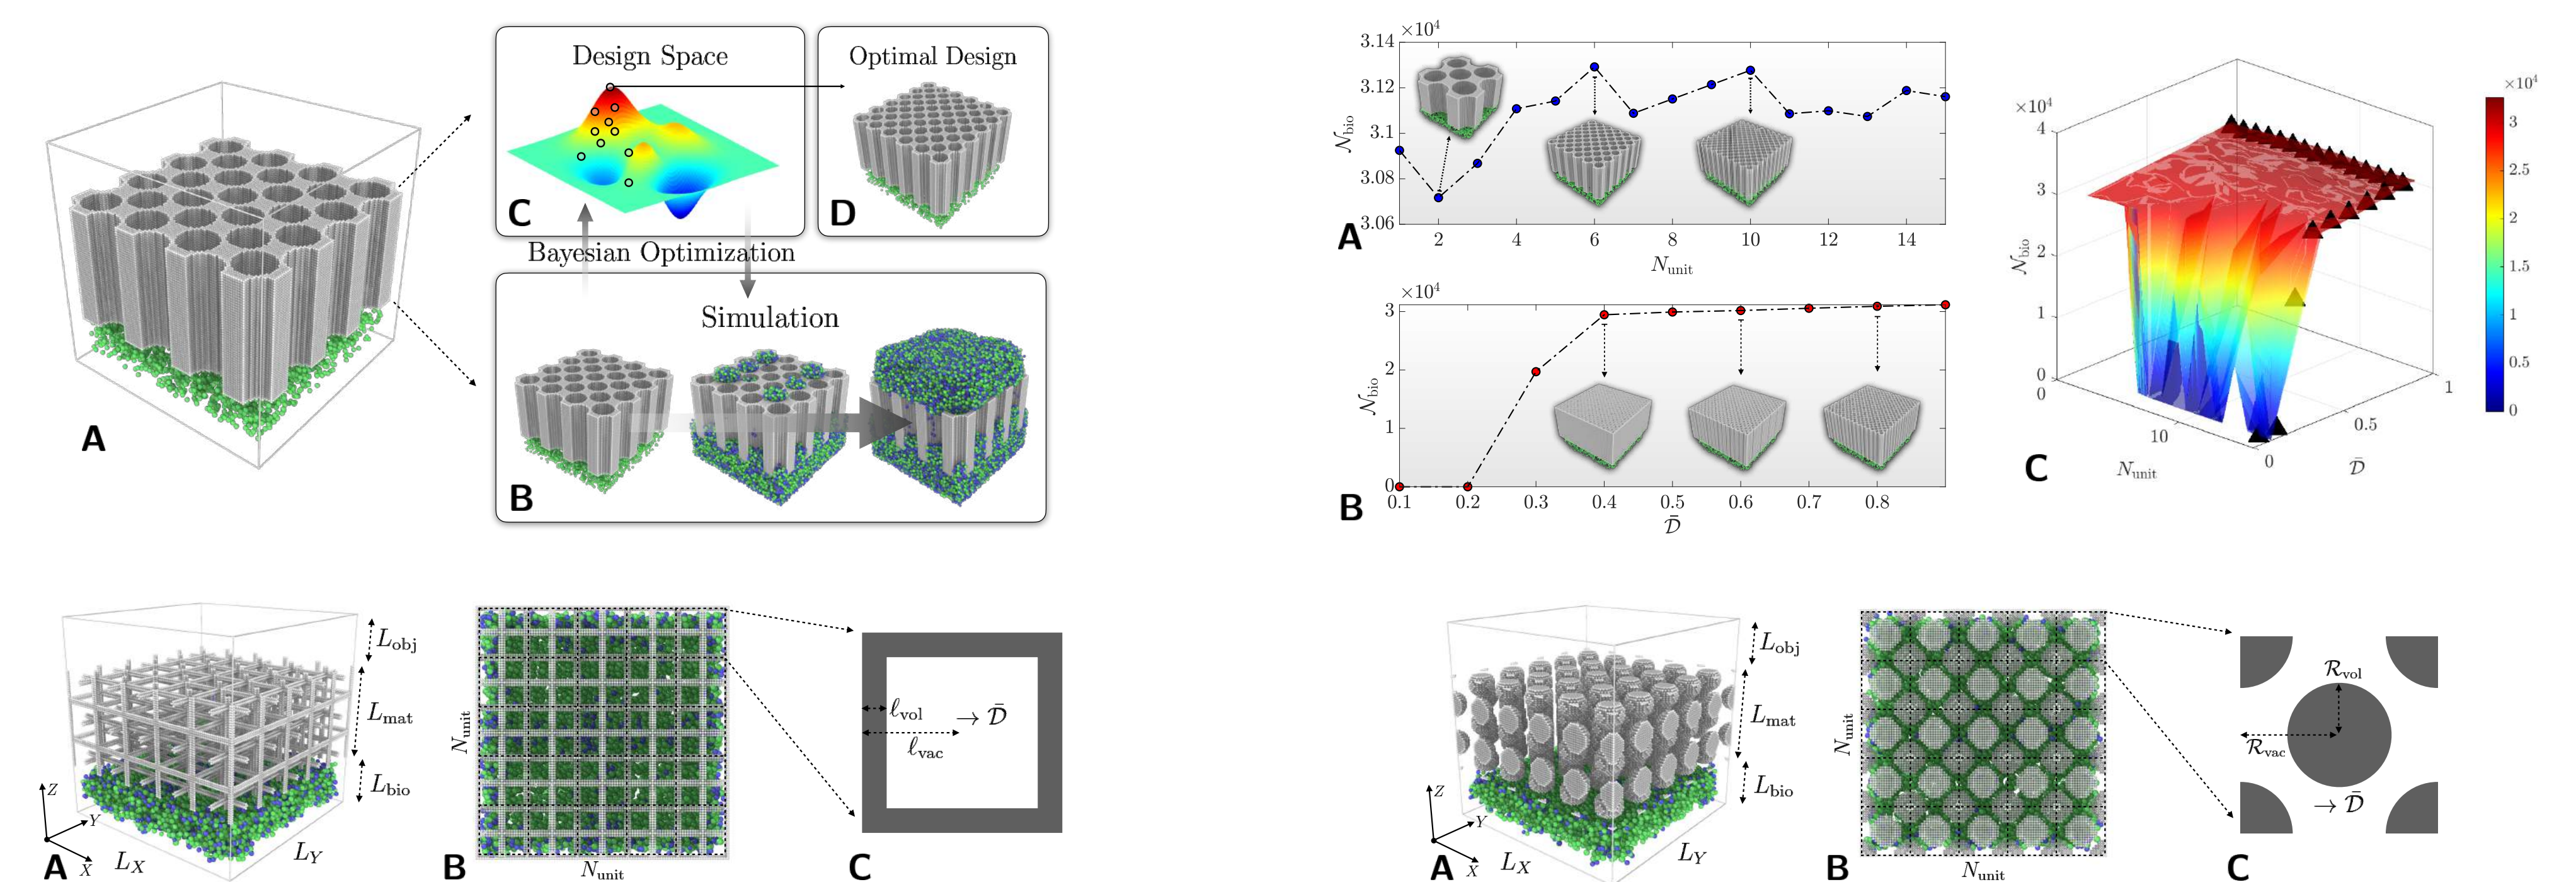 Design Space
Optimal Design
C
D
Bayesian Optimization
A
Simulation
B
×10⁴
3.14
3.12
3.1
3.08
3.06
𝒩bio
2 4 6 8 10 12 14
Nunit
A
×10⁴
3
2
1
0
𝒩bio
0.1 0.2 0.3 0.4 0.5 0.6 0.7 0.8
𝒟̄
B
×10⁴
4
3
2
1
0
𝒩bio
0
10
Nunit
0
0.5
1
𝒟̄
C
×10⁴
3
2.5
2
1.5
1
0.5
0
Lobj
Lmat
Lbio
Z
Y
X
LX
LY
A
Nunit
Nunit
B
ℓvol
→ 𝒟̄
ℓvac
C
Lobj
Lmat
Lbio
Z
Y
X
LX
LY
A
Nunit
Nunit
B
ℛvol
ℛvac
→ 𝒟̄
C